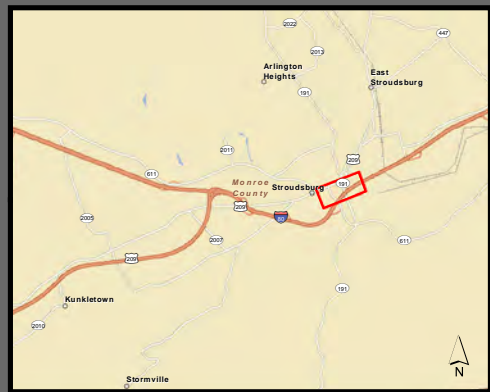 2022
447
2013
Arlington
Heights
East
Stroudsburg
191
2011
209
611
Monroe
County
Stroudsburg
191
209
80
2005
2007
611
209
191
Kunkletown
2010
Stormville
N